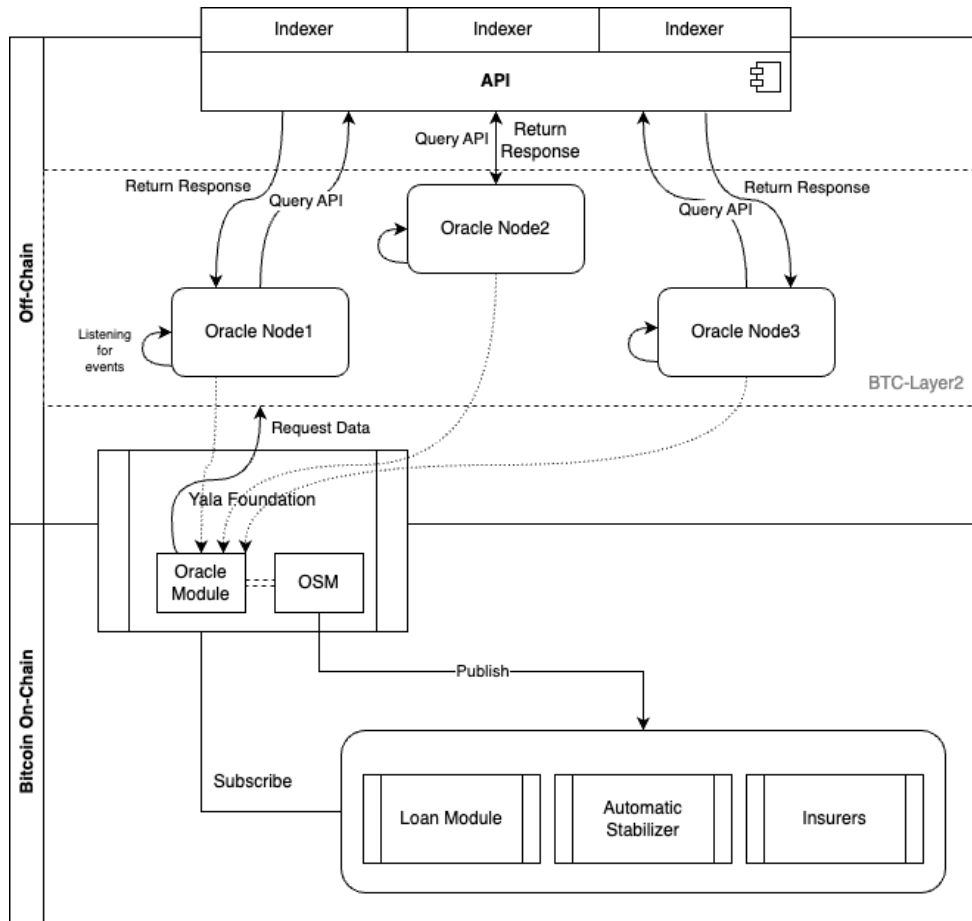 Indexer
Indexer
Indexer
API
Query API
Return
Response
Return Response
Query API
Return Response
Query API
Oracle Node2
Oracle Node1
Oracle Node3
Listening
for
events
BTC-Layer2
Off-Chain
Request Data
Yala Foundation
Oracle
Module
OSM
Bitcoin On-Chain
Publish
Subscribe
Loan Module
Automatic
Stabilizer
Insurers